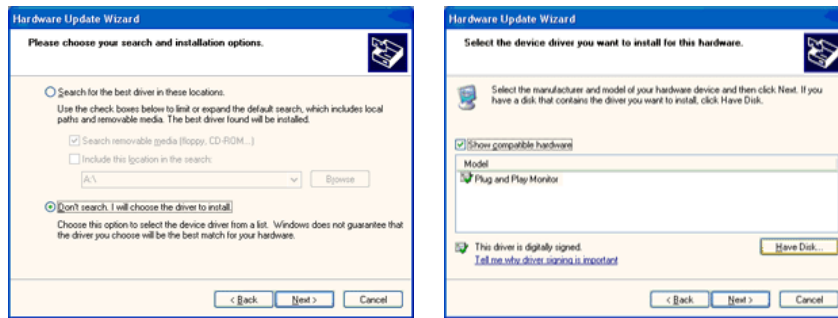 Hardware Update Wizard
Please choose your search and installation options.
Search for the best driver in these locations.
Use the check boxes below to limit or expand the default search, which includes local
paths and removable media. The best driver found will be installed.
Search removable media (floppy, CD-ROM...)
Include this location in the search:
A:\
Browse
Don't search. I will choose the driver to install.
Choose this option to select the device driver from a list. Windows does not guarantee that
the driver you choose will be the best match for your hardware.
< Back
Next >
Cancel
Hardware Update Wizard
Select the device driver you want to install for this hardware.
Select the manufacturer and model of your hardware device and then click Next. If you
have a disk that contains the driver you want to install, click Have Disk.
Show compatible hardware
Model
Plug and Play Monitor
This driver is digitally signed.
Tell me why driver signing is important
Have Disk...
< Back
Next >
Cancel